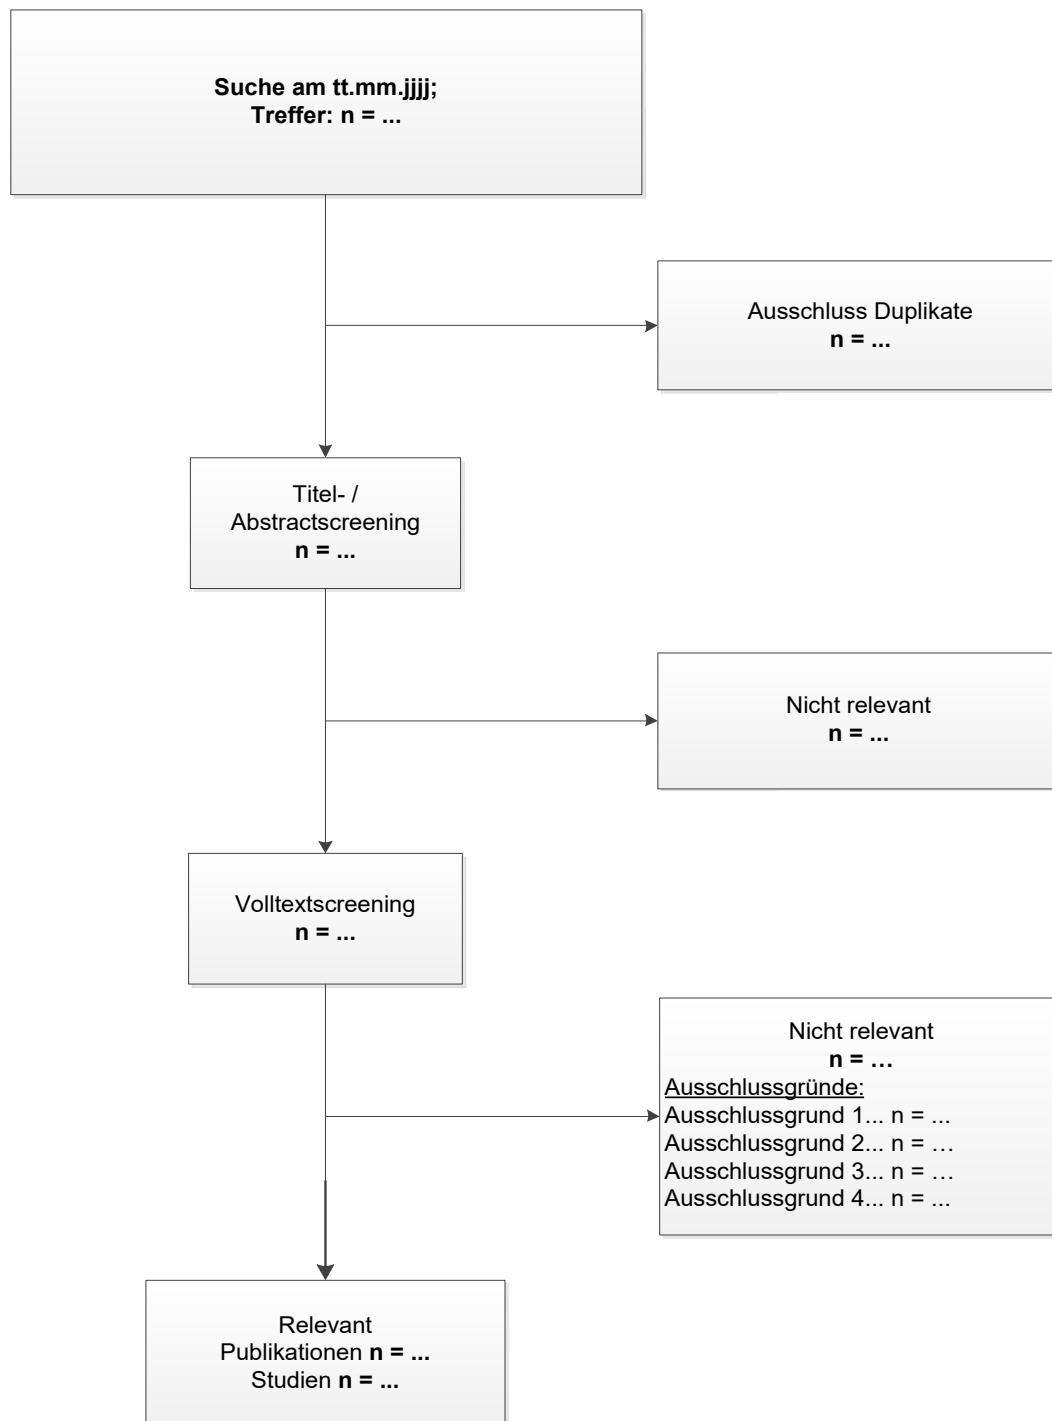 Suche am tt.mm.jjjj;
Treffer: n = ...
Ausschluss Duplikate
n = ...
Titel- /
Abstractscreening
n = ...
Nicht relevant
n = ...
Volltextscreening
n = ...
Nicht relevant
n = …
Ausschlussgründe:
Ausschlussgrund 1... n = ...
Ausschlussgrund 2... n = …
Ausschlussgrund 3... n = …
Ausschlussgrund 4... n = ...
Relevant
Publikationen n = ...
Studien n = ...